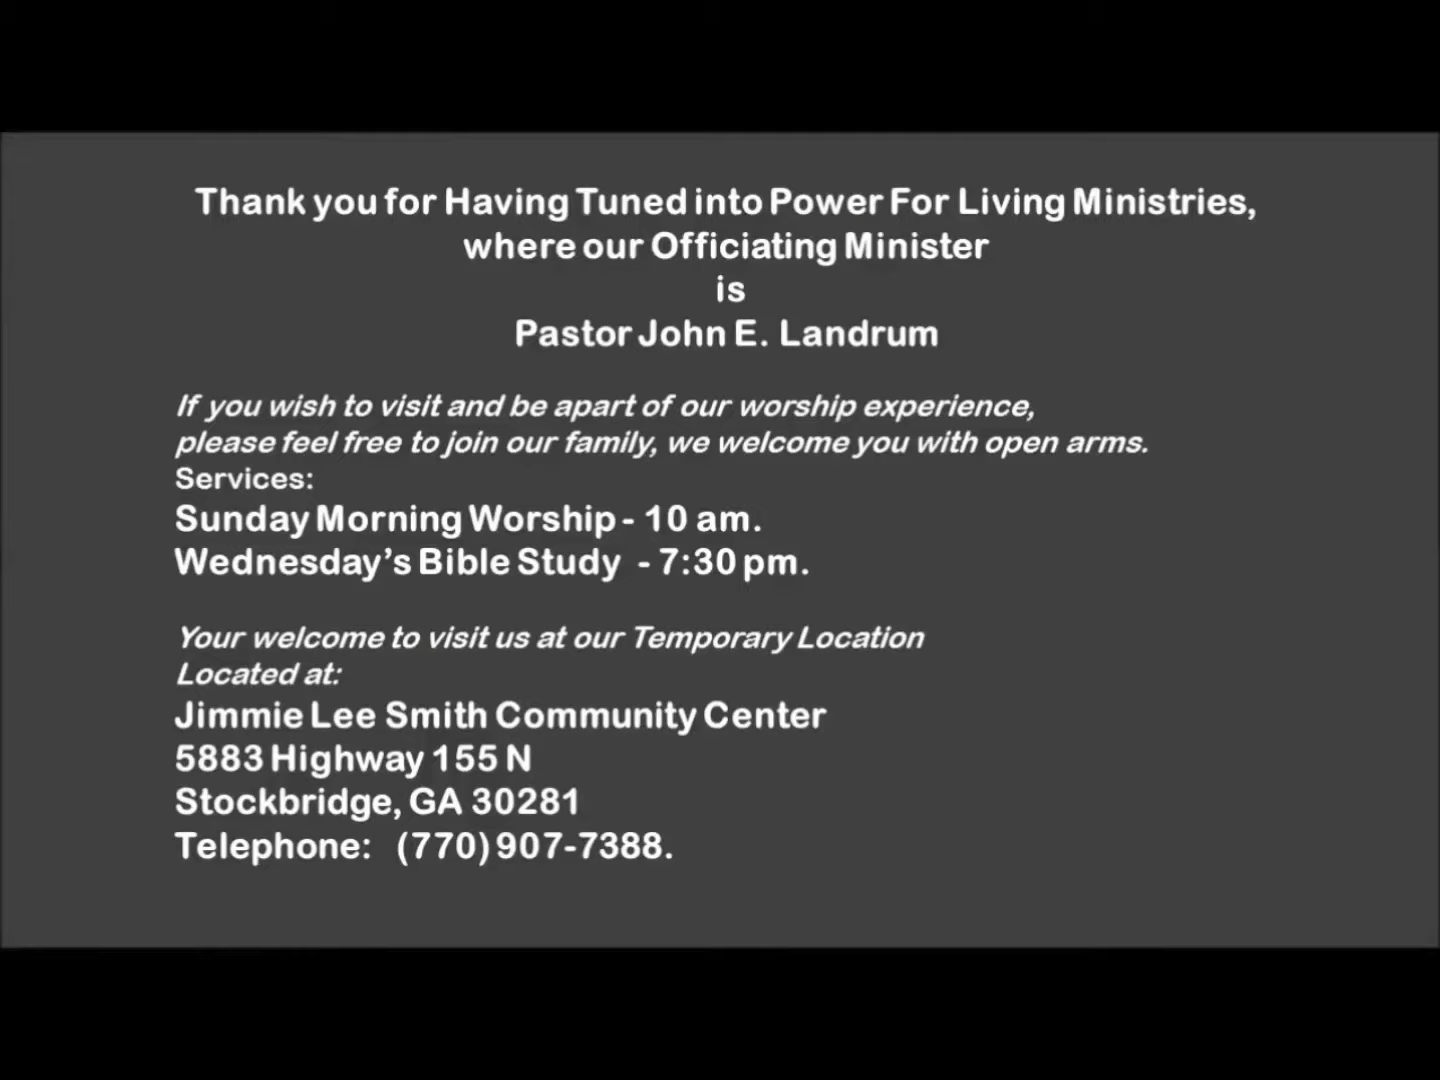 Thank you for Having Tuned into Power For Living Ministries,
where our Officiating Minister
is
Pastor John E. Landrum
If you wish to visit and be apart of our worship experience,
please feel free to join our family, we welcome you with open arms.
Services:
Sunday Morning Worship - 10 am.
Wednesday’s Bible Study - 7:30 pm.
Your welcome to visit us at our Temporary Location
Located at:
Jimmie Lee Smith Community Center
5883 Highway 155 N
Stockbridge, GA 30281
Telephone: (770) 907-7388.